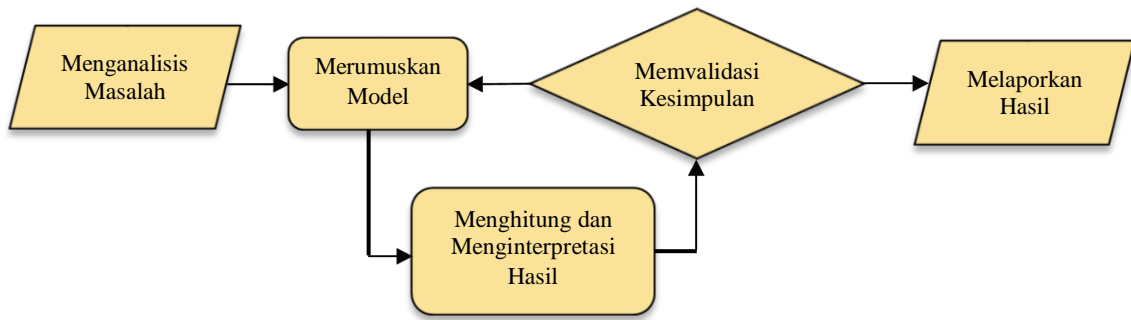 Menganalisis
Masalah
Merumuskan
Model
Memvalidasi
Kesimpulan
Melaporkan
Hasil
Menghitung dan
Menginterpretasi
Hasil